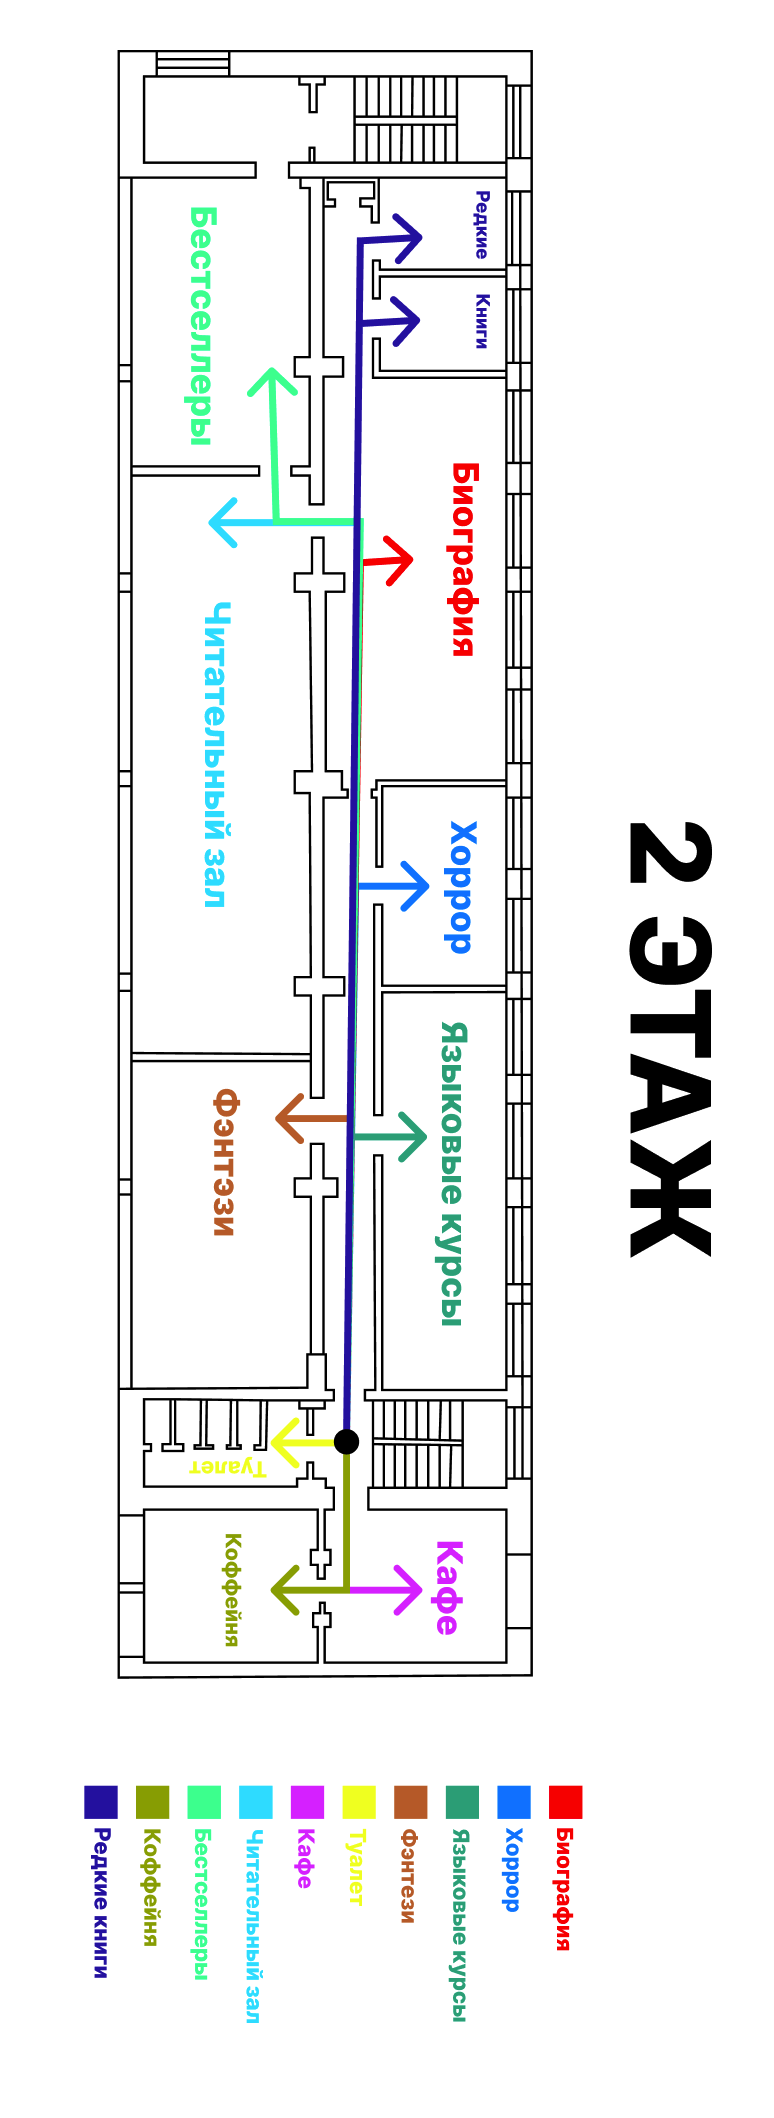 2 ЭТАЖ
Редкие
Книги
Биография
Хоррор
Языковые курсы
Кафе
Бестселлеры
Читательный зал
Фэнтэзи
Туалет
Коффейня
Биография
Хоррор
Языковые курсы
Фэнтези
Туалет
Кафе
Читательный зал
Бестселлеры
Коффейня
Редкие книги